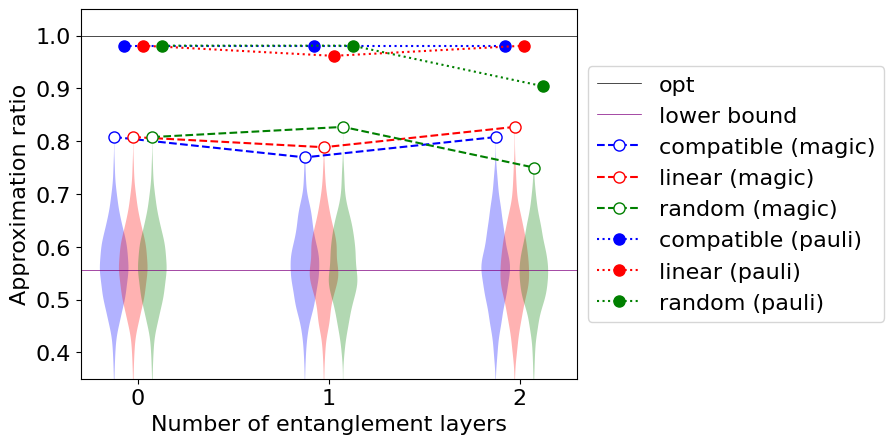 1.0
0.9
0.8
0.7
0.6
0.5
0.4
Approximation ratio
0 1 2
Number of entanglement layers
opt
lower bound
compatible (magic)
linear (magic)
random (magic)
compatible (pauli)
linear (pauli)
random (pauli)